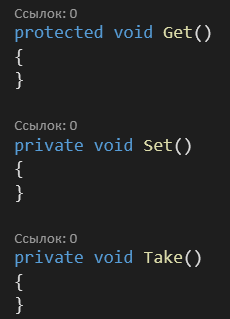 Ссылок: 0
protected void Get()
{
}
Ссылок: 0
private void Set()
{
}
Ссылок: 0
private void Take()
{
}